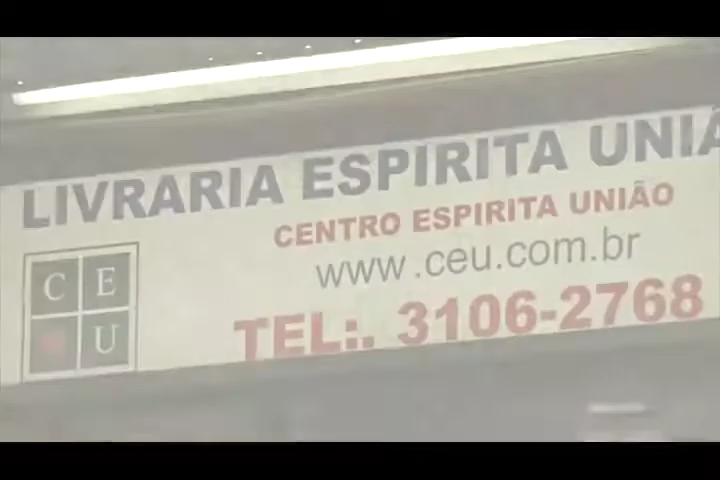 LIVRARIA ESPIRITA UNIÃ
CENTRO ESPIRITA UNIÃO
www.ceu.com.br
TEL:. 3106-2768
C E
U